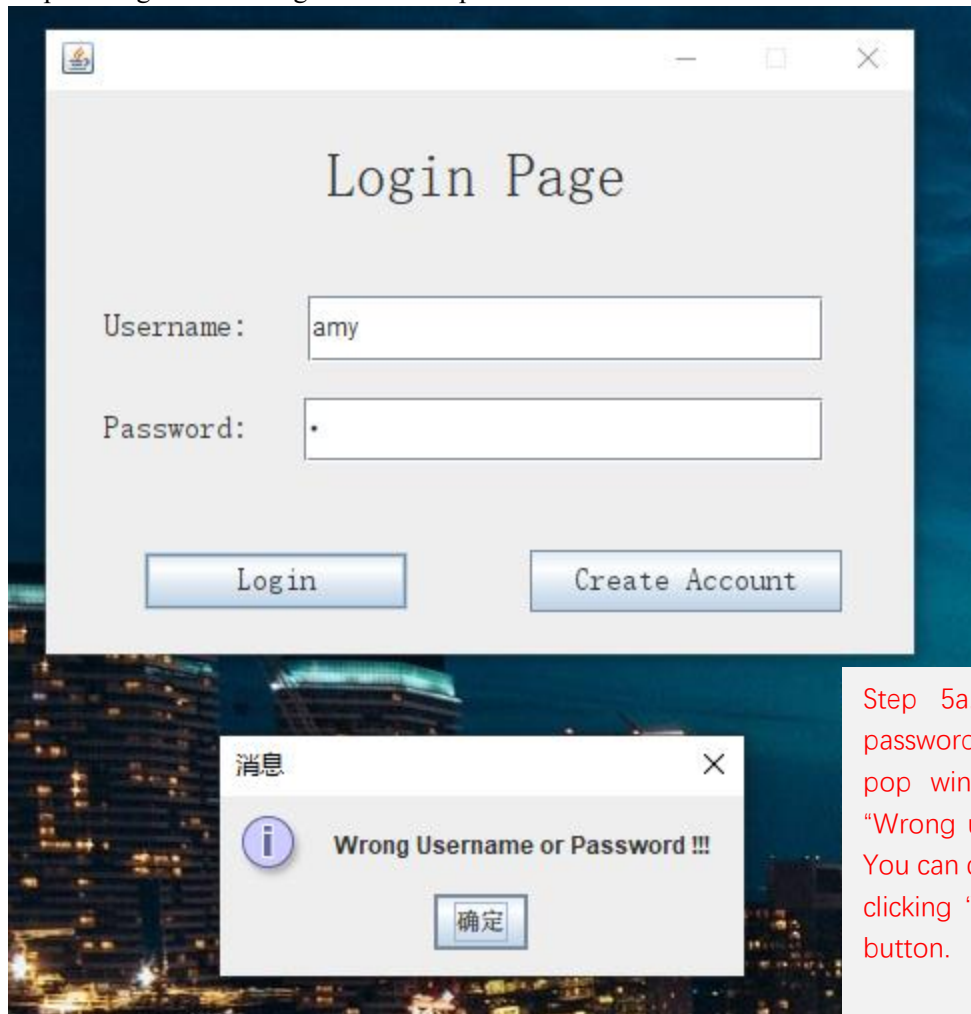 Login Page
Username: amy
Password: •
Login Create Account
消息
Wrong Username or Password !!!
确定
Step 5a
pop win
“Wrong
You can
clicking “
button.